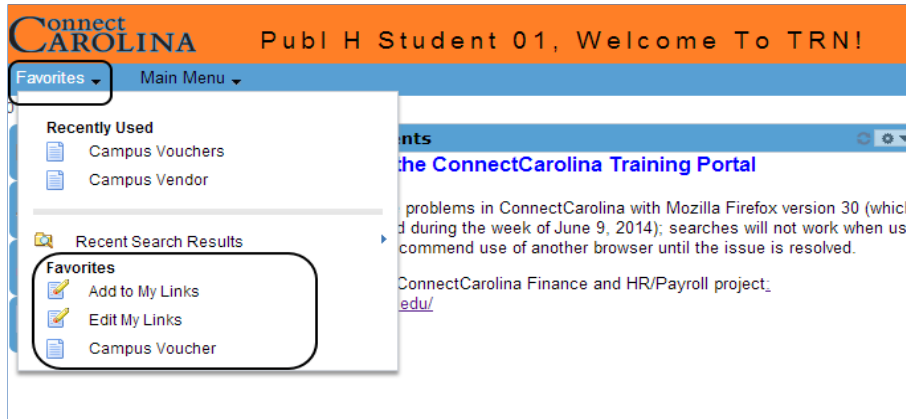 Connect
CAROLINA
Publ H Student 01, Welcome To TRN!
Favorites
Main Menu
Recently Used
Campus Vouchers
Campus Vendor
Recent Search Results
Favorites
Add to My Links
Edit My Links
Campus Voucher
ents
the ConnectCarolina Training Portal
problems in ConnectCarolina with Mozilla Firefox version 30 (whic
d during the week of June 9, 2014); searches will not work when us
commend use of another browser until the issue is resolved.
ConnectCarolina Finance and HR/Payroll project:
edu/